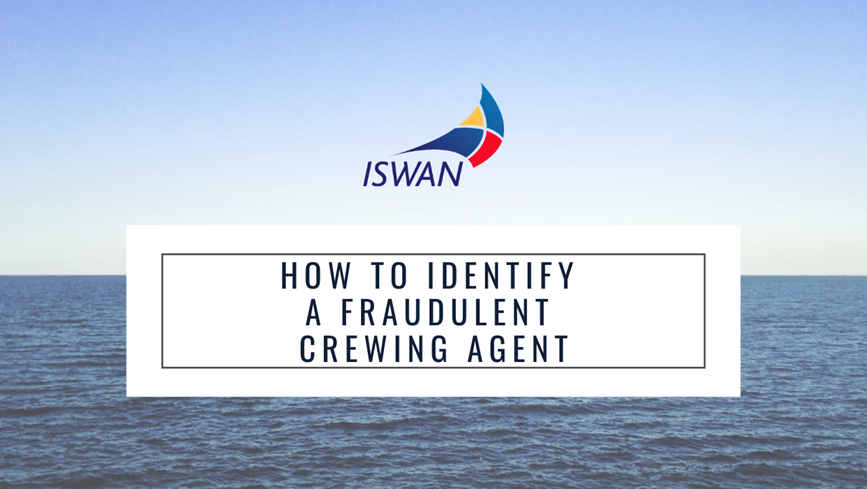 ISWAN
HOW TO IDENTIFY
A FRAUDULENT
CREWING AGENT